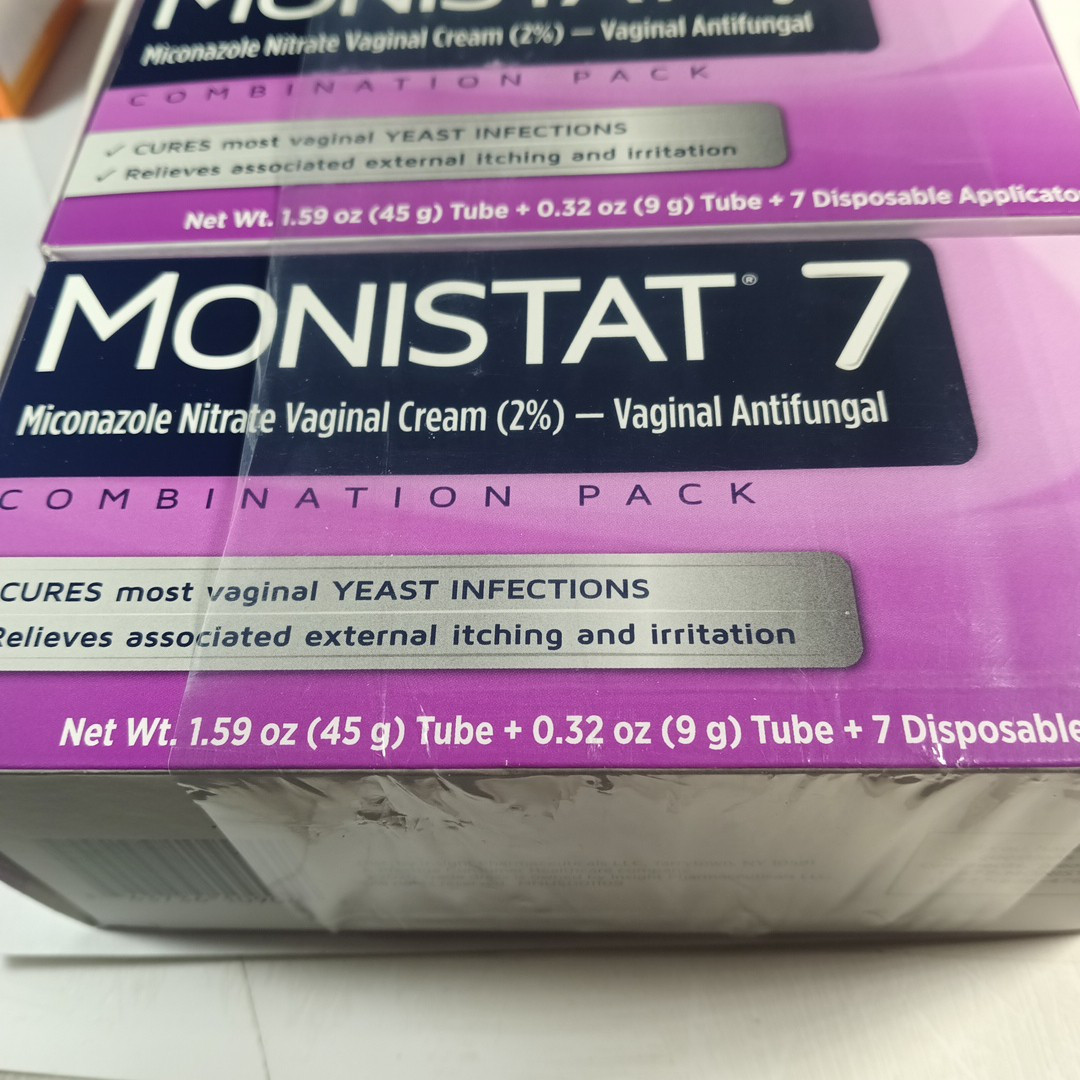 MONISTAT
Miconazole Nitrate Vaginal Cream (2%) — Vaginal Antifungal
COMBINATION PACK
✓ CURES most vaginal YEAST INFECTIONS
✓ Relieves associated external itching and irritation
Net Wt. 1.59 oz (45 g) Tube + 0.32 oz (9 g) Tube + 7 Disposable Applicato
MONISTAT® 7
Miconazole Nitrate Vaginal Cream (2%) — Vaginal Antifungal
COMBINATION PACK
CURES most vaginal YEAST INFECTIONS
Relieves associated external itching and irritation
Net Wt. 1.59 oz (45 g) Tube + 0.32 oz (9 g) Tube + 7 Disposable